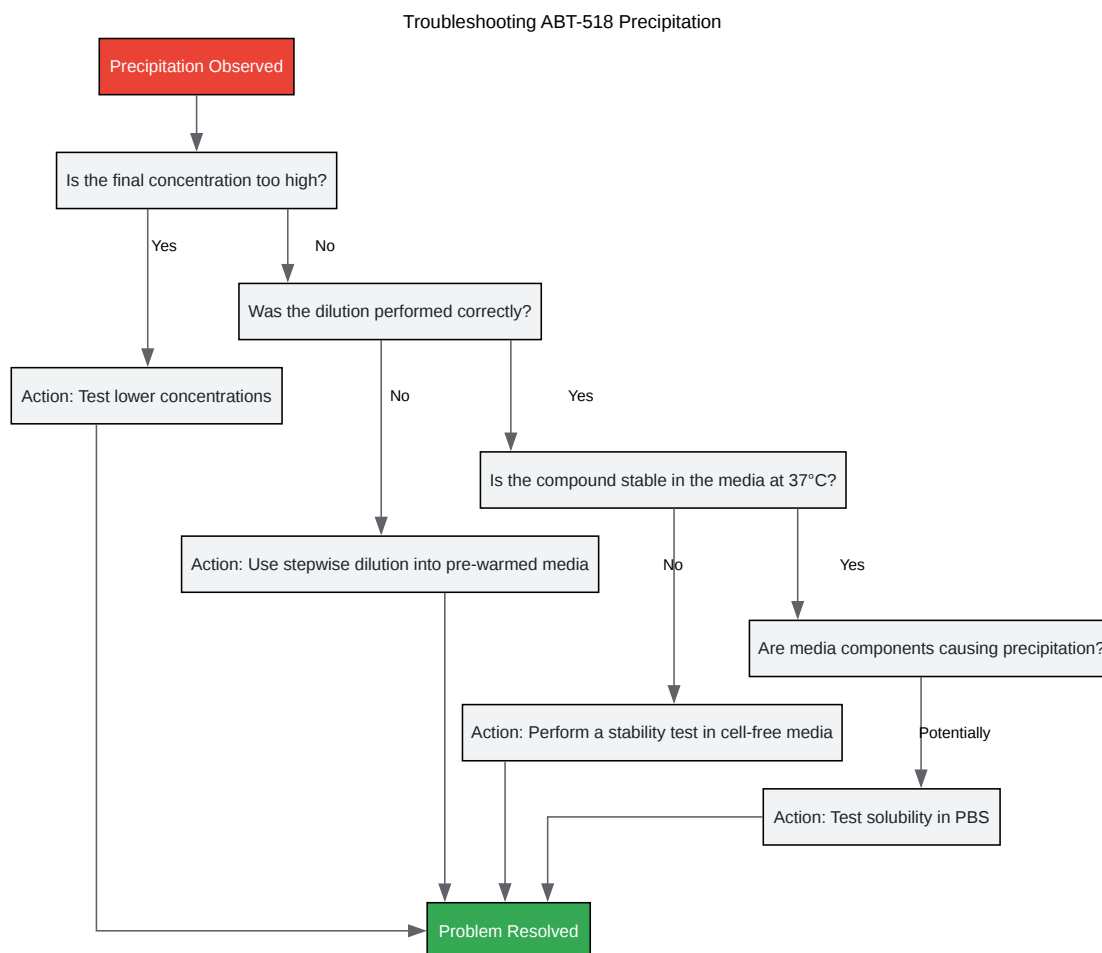 Troubleshooting ABT-518 Precipitation
Precipitation Observed
Is the final concentration too high?
Yes
No
Was the dilution performed correctly?
Action: Test lower concentrations
No
Yes
Is the compound stable in the media at 37°C?
Action: Use stepwise dilution into pre-warmed media
No
Yes
Are media components causing precipitation?
Action: Perform a stability test in cell-free media
Potentially
Action: Test solubility in PBS
Problem Resolved